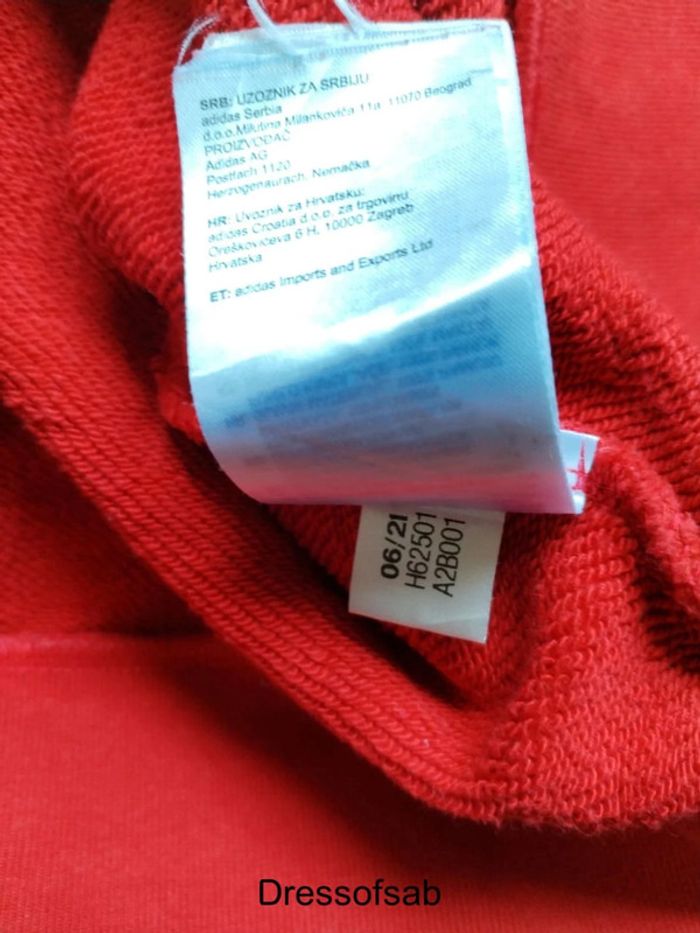 SRB: UZOZNIK ZA SRBIJU
adidas Serbia
d.o.o.Milutina Milankovića 11a 11070 Beograd
PROIZVOĐAČ
Adidas AG
Postfach 1120
Herzogenaurach, Nemačka
HR: Uvoznik za Hrvatsku:
adidas Croatia d.o.o. za trgovinu
Oreškovićeva 6 H, 10000 Zagreb
Hrvatska
ET: adidas Imports and Exports Ltd
06/21
H62501
A2B001
Dressofsab